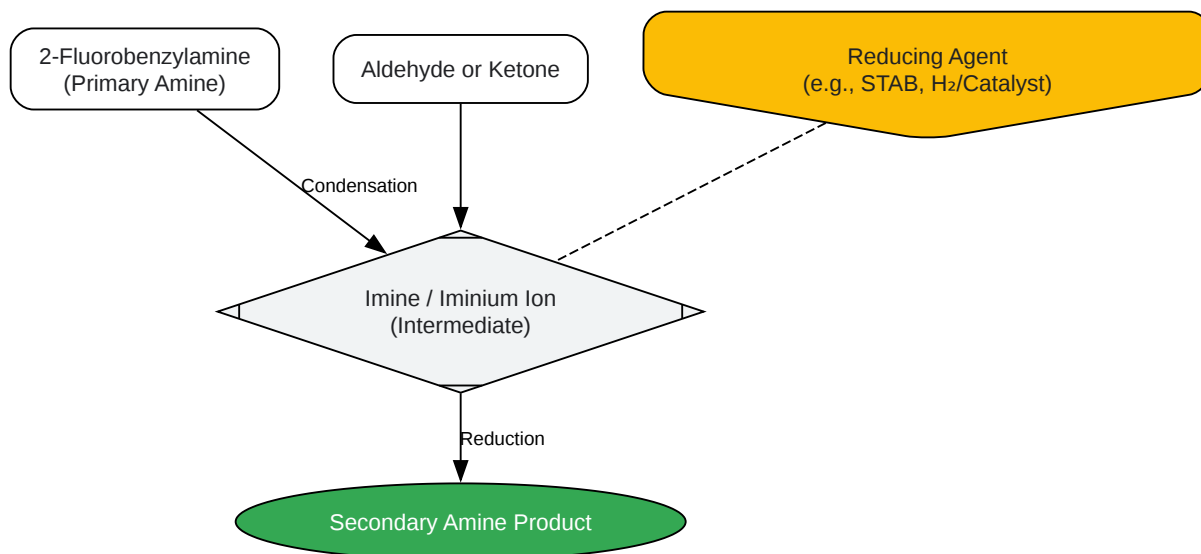 2-Fluorobenzylamine
(Primary Amine)
Aldehyde or Ketone
Reducing Agent
(e.g., STAB, H₂/Catalyst)
Condensation
Imine / Iminium Ion
(Intermediate)
Reduction
Secondary Amine Product